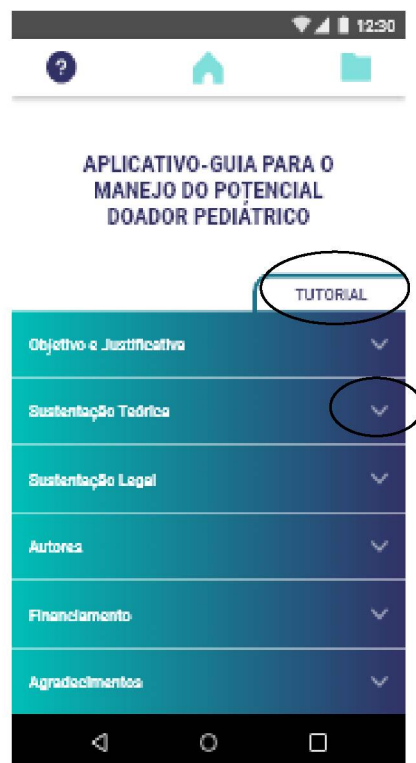 12:30
?
APLICATIVO-GUIA PARA O
MANEJO DO POTENCIAL
DOADOR PEDIÁTRICO
TUTORIAL
Objetivo e Justificativa
Sustentação Teórica
Sustentação Legal
Autores
Financiamento
Agradecimentos